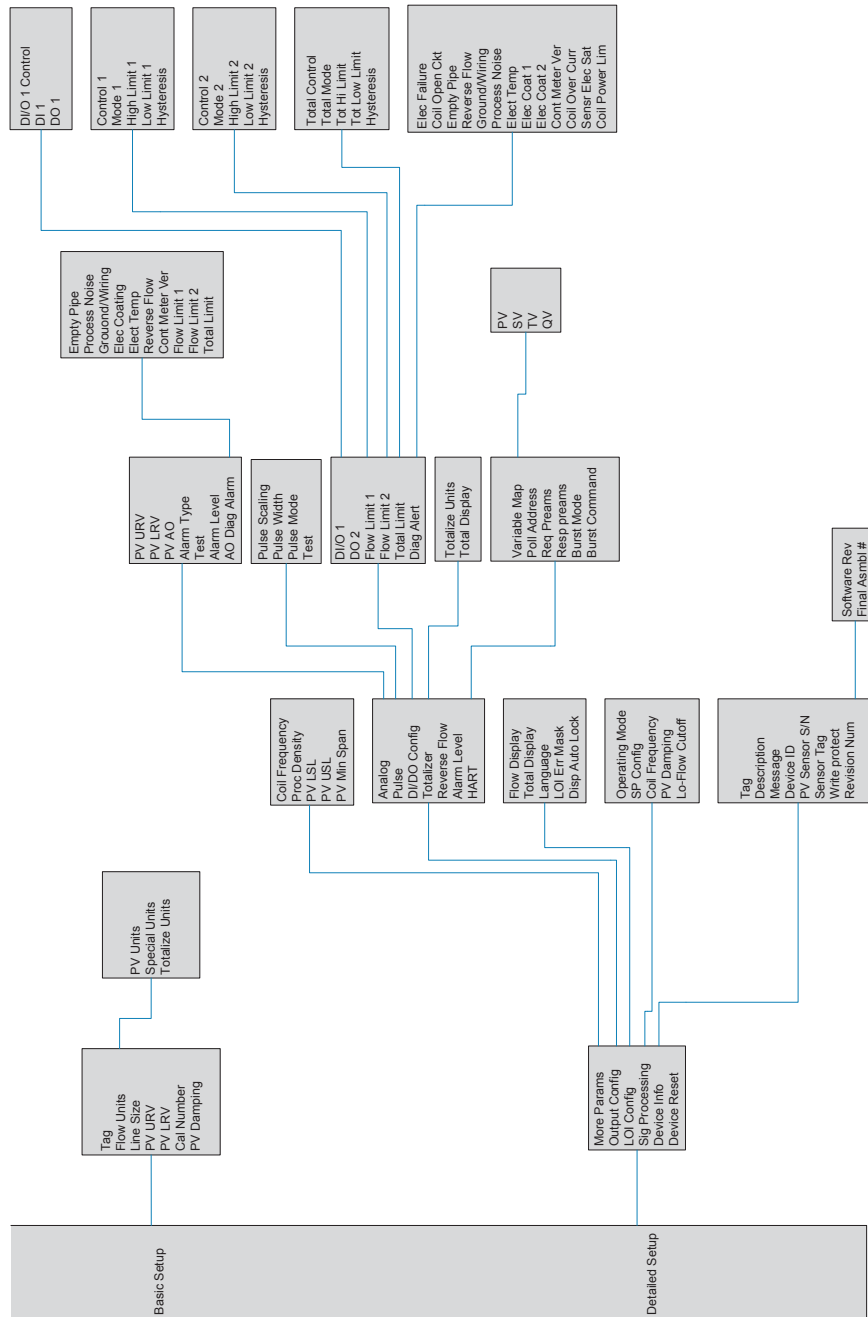 Basic Setup
Detailed Setup
Tag
Flow Units
Line Size
PV URV
PV LRV
Cal Number
PV Damping
PV Units
Special Units
Totalize Units
More Params
Output Config
LOI Config
Sig Processing
Device Info
Device Reset
Coil Frequency
Proc Density
PV LSL
PV USL
PV Min Span
Analog
Pulse
DI/DO Config
Totalizer
Reverse Flow
Alarm Level
HART
Flow Display
Total Display
Language
LOI Err Mask
Disp Auto Lock
Operating Mode
SP Config
Coil Frequency
PV Damping
Lo-Flow Cutoff
Tag
Description
Message
Device ID
PV Sensor S/N
Sensor Tag
Write protect
Revision Num
PV URV
PV LRV
PV AO
Alarm Type
Test
Alarm Level
AO Diag Alarm
Pulse Scaling
Pulse Width
Pulse Mode
Test
DI/O 1
DO 2
Flow Limit 1
Flow Limit 2
Total Limit
Diag Alert
Totalize Units
Total Display
Variable Map
Poll Address
Req Preams
Resp preams
Burst Mode
Burst Command
Software Rev
Final Asmbl #
Empty Pipe
Process Noise
Grouond/Wiring
Elec Coating
Elect Temp
Reverse Flow
Cont Meter Ver
Flow Limit 1
Flow Limit 2
Total Limit
PV
SV
TV
QV
DI/O 1 Control
DI 1
DO 1
Control 1
Mode 1
High Limit 1
Low Limit 1
Hysteresis
Control 2
Mode 2
High Limit 2
Low Limit 2
Hysteresis
Total Control
Total Mode
Tot Hi Limit
Tot Low Limit
Hysteresis
Elec Failure
Coil Open Ckt
Empty Pipe
Reverse Flow
Ground/Wiring
Process Noise
Elect Temp
Elec Coat 1
Elec Coat 2
Cont Meter Ver
Coil Over Curr
Sensr Elec Sat
Coil Power Lim